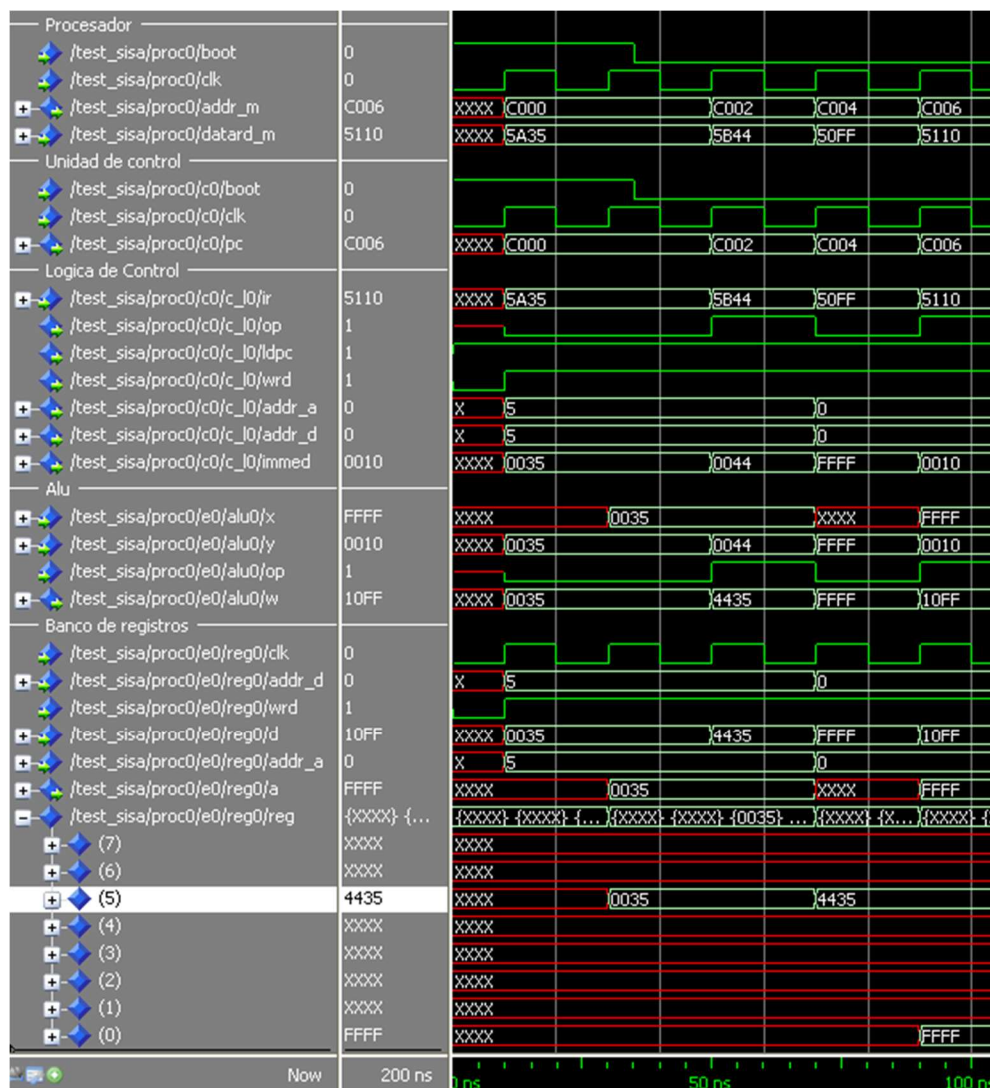 Procesador
/test_sisa/proc0/boot 0
/test_sisa/proc0/clk 0
/test_sisa/proc0/addr_m C006 XXXX C000 C002 C004 C006
/test_sisa/proc0/datard_m 5110 XXXX 5A35 5B44 50FF 5110
Unidad de control
/test_sisa/proc0/c0/boot 0
/test_sisa/proc0/c0/clk 0
/test_sisa/proc0/c0/pc C006 XXXX C000 C002 C004 C006
Logica de Control
/test_sisa/proc0/c0/c_l0/ir 5110 XXXX 5A35 5B44 50FF 5110
/test_sisa/proc0/c0/c_l0/op 1
/test_sisa/proc0/c0/c_l0/ldpc 1
/test_sisa/proc0/c0/c_l0/wrd 1
/test_sisa/proc0/c0/c_l0/addr_a 0 X 5 0
/test_sisa/proc0/c0/c_l0/addr_d 0 X 5 0
/test_sisa/proc0/c0/c_l0/immed 0010 XXXX 0035 0044 FFFF 0010
Alu
/test_sisa/proc0/e0/alu0/x FFFF XXXX 0035 XXXX FFFF
/test_sisa/proc0/e0/alu0/y 0010 XXXX 0035 0044 FFFF 0010
/test_sisa/proc0/e0/alu0/op 1
/test_sisa/proc0/e0/alu0/w 10FF XXXX 0035 4435 FFFF 10FF
Banco de registros
/test_sisa/proc0/e0/reg0/clk 0
/test_sisa/proc0/e0/reg0/addr_d 0 X 5 0
/test_sisa/proc0/e0/reg0/wrd 1
/test_sisa/proc0/e0/reg0/d 10FF XXXX 0035 4435 FFFF 10FF
/test_sisa/proc0/e0/reg0/addr_a 0 X 5 0
/test_sisa/proc0/e0/reg0/a FFFF XXXX 0035 XXXX FFFF
/test_sisa/proc0/e0/reg0/reg {XXXX} {... {XXXX} {XXXX} {... {XXXX} {XXXX} {0035} ... {XXXX} {X... {XXXX} {
(7) XXXX XXXX
(6) XXXX XXXX
(5) 4435 XXXX 0035 4435
(4) XXXX XXXX
(3) XXXX XXXX
(2) XXXX XXXX
(1) XXXX XXXX
(0) FFFF XXXX FFFF
Now 200 ns ns 50 ns 100 ns